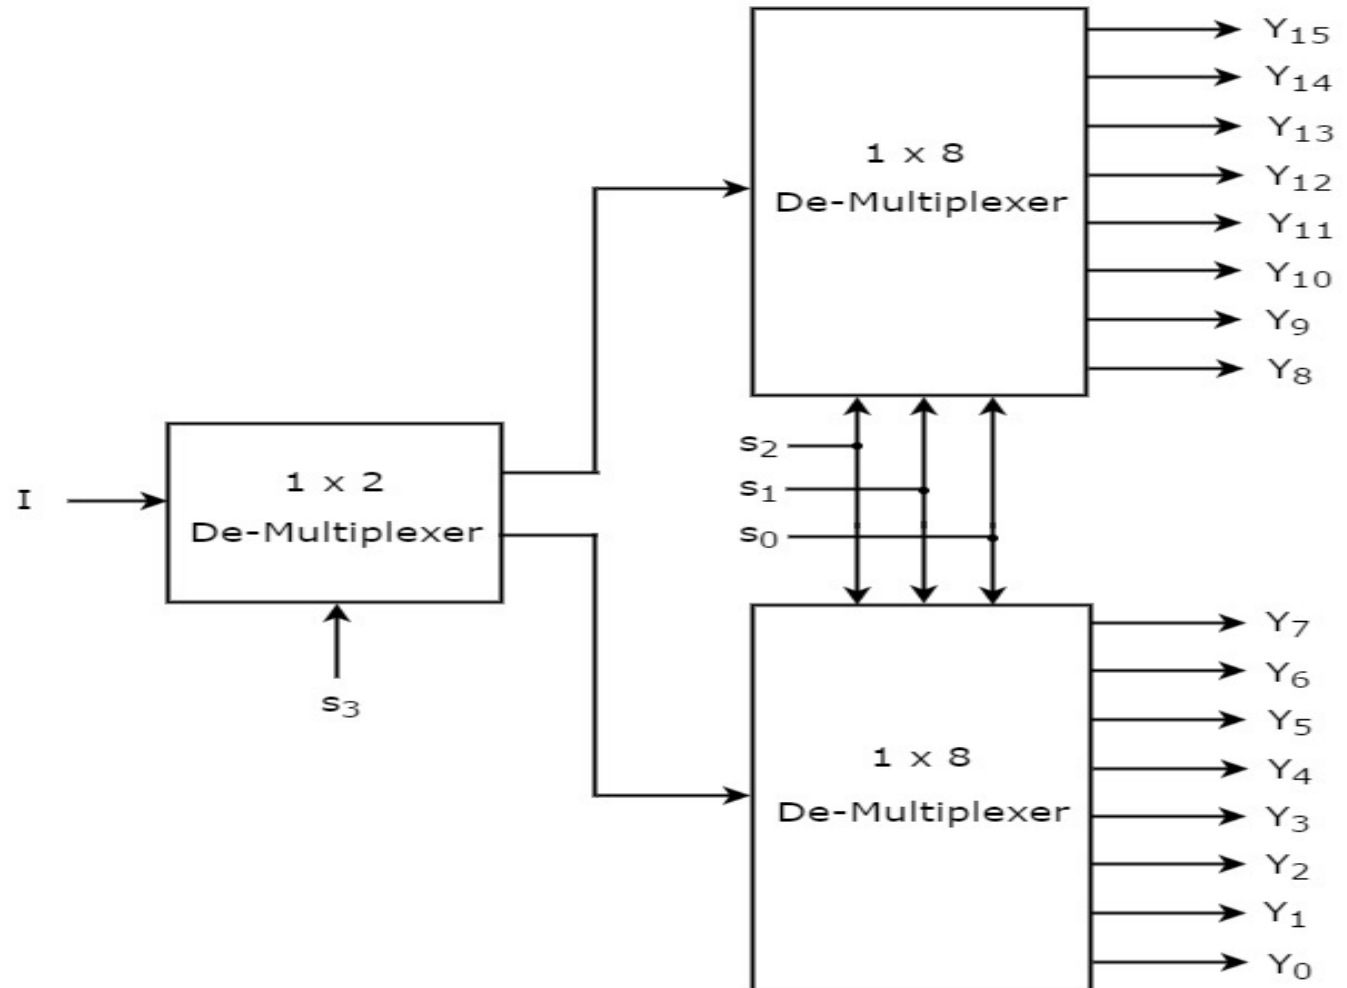 Y15
Y14
Y13
1 x 8
Y12
De-Multiplexer
Y11
Y10
Y9
Y8
s2
1 x 2
s1
I
De-Multiplexer
s0
Y7
Y6
s3
Y5
1 x 8
Y4
De-Multiplexer
Y3
Y2
Y1
Y0